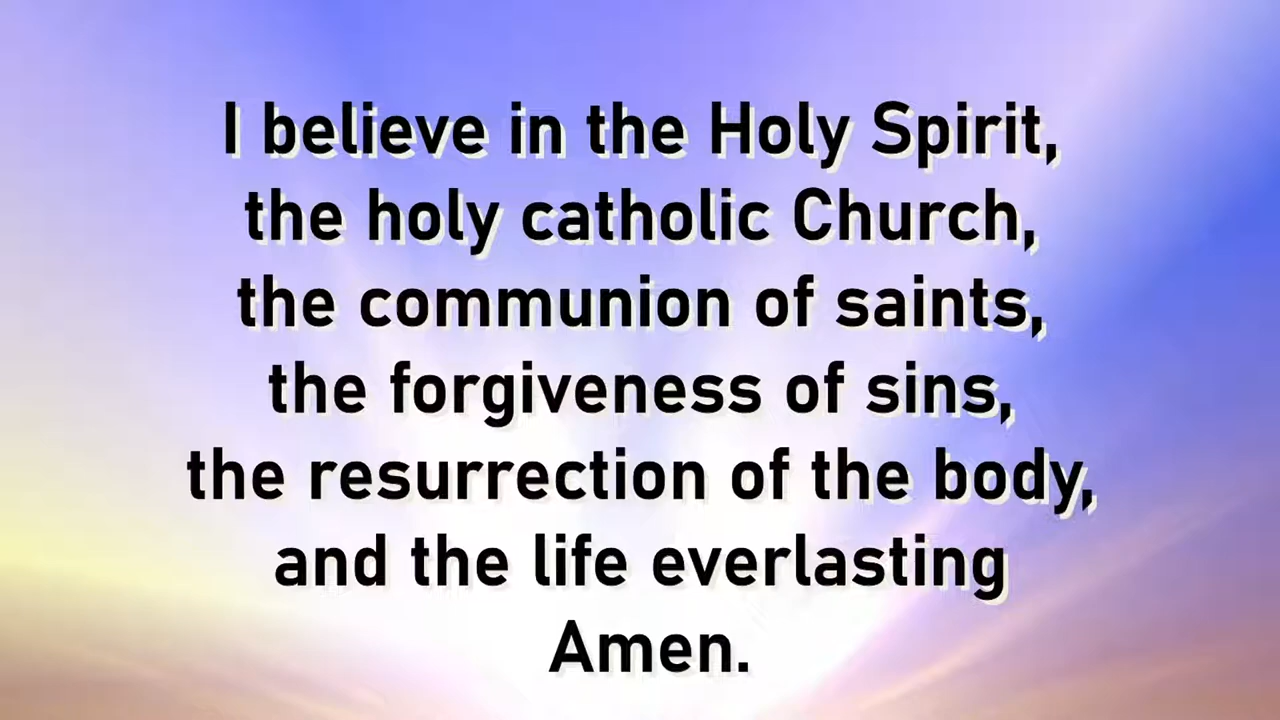 I believe in the Holy Spirit,
the holy catholic Church,
the communion of saints,
the forgiveness of sins,
the resurrection of the body,
and the life everlasting
Amen.